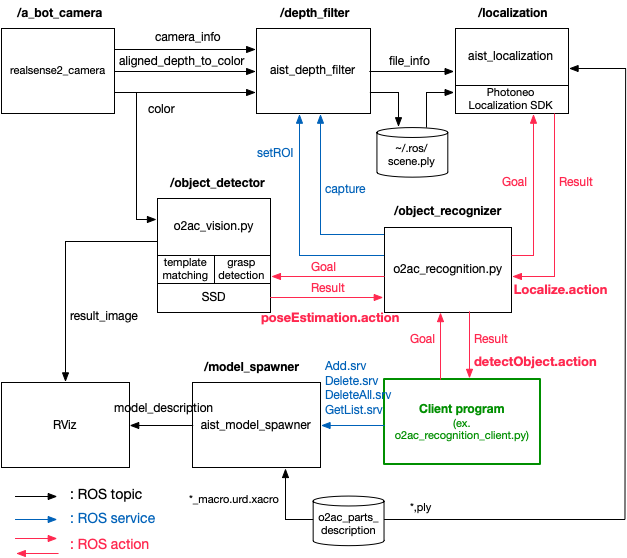 /a_bot_camera
/depth_filter
/localization
camera_info
realsense2_camera
aligned_depth_to_color
aist_depth_filter
file_info
aist_localization
color
Photoneo
Localization SDK
~/.ros/
scene.ply
setROI
capture
Goal
Result
/object_detector
/object_recognizer
o2ac_vision.py
template
matching
grasp
detection
SSD
Goal
Result
o2ac_recognition.py
Localize.action
poseEstimation.action
result_image
Goal
Result
detectObject.action
/model_spawner
Add.srv
Delete.srv
DeleteAll.srv
GetList.srv
RViz
model_description
aist_model_spawner
Client program
(ex.
o2ac_recognition_client.py)
*_macro.urd.xacro
o2ac_parts_
description
*,ply
: ROS topic
: ROS service
: ROS action